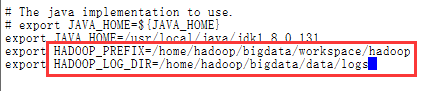 # The java implementation to use.
# export JAVA_HOME=${JAVA_HOME}
export JAVA_HOME=/usr/local/java/jdk1.8.0_131
export HADOOP_PREFIX=/home/hadoop/bigdata/workspace/hadoop
export HADOOP_LOG_DIR=/home/hadoop/bigdata/data/logs